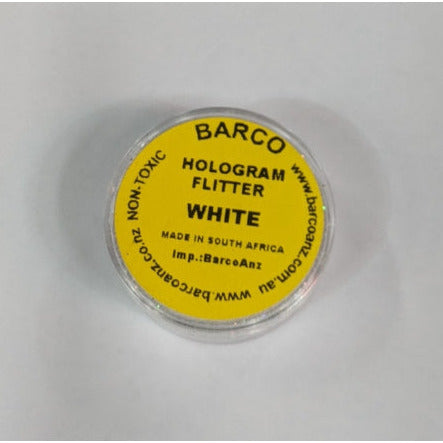 BARCO
HOLOGRAM
FLITTER
WHITE
MADE IN SOUTH AFRICA
Imp.:BarcoAnz
NON-TOXIC
www.barcoanz.com.au
www.barcoanz.co.nz